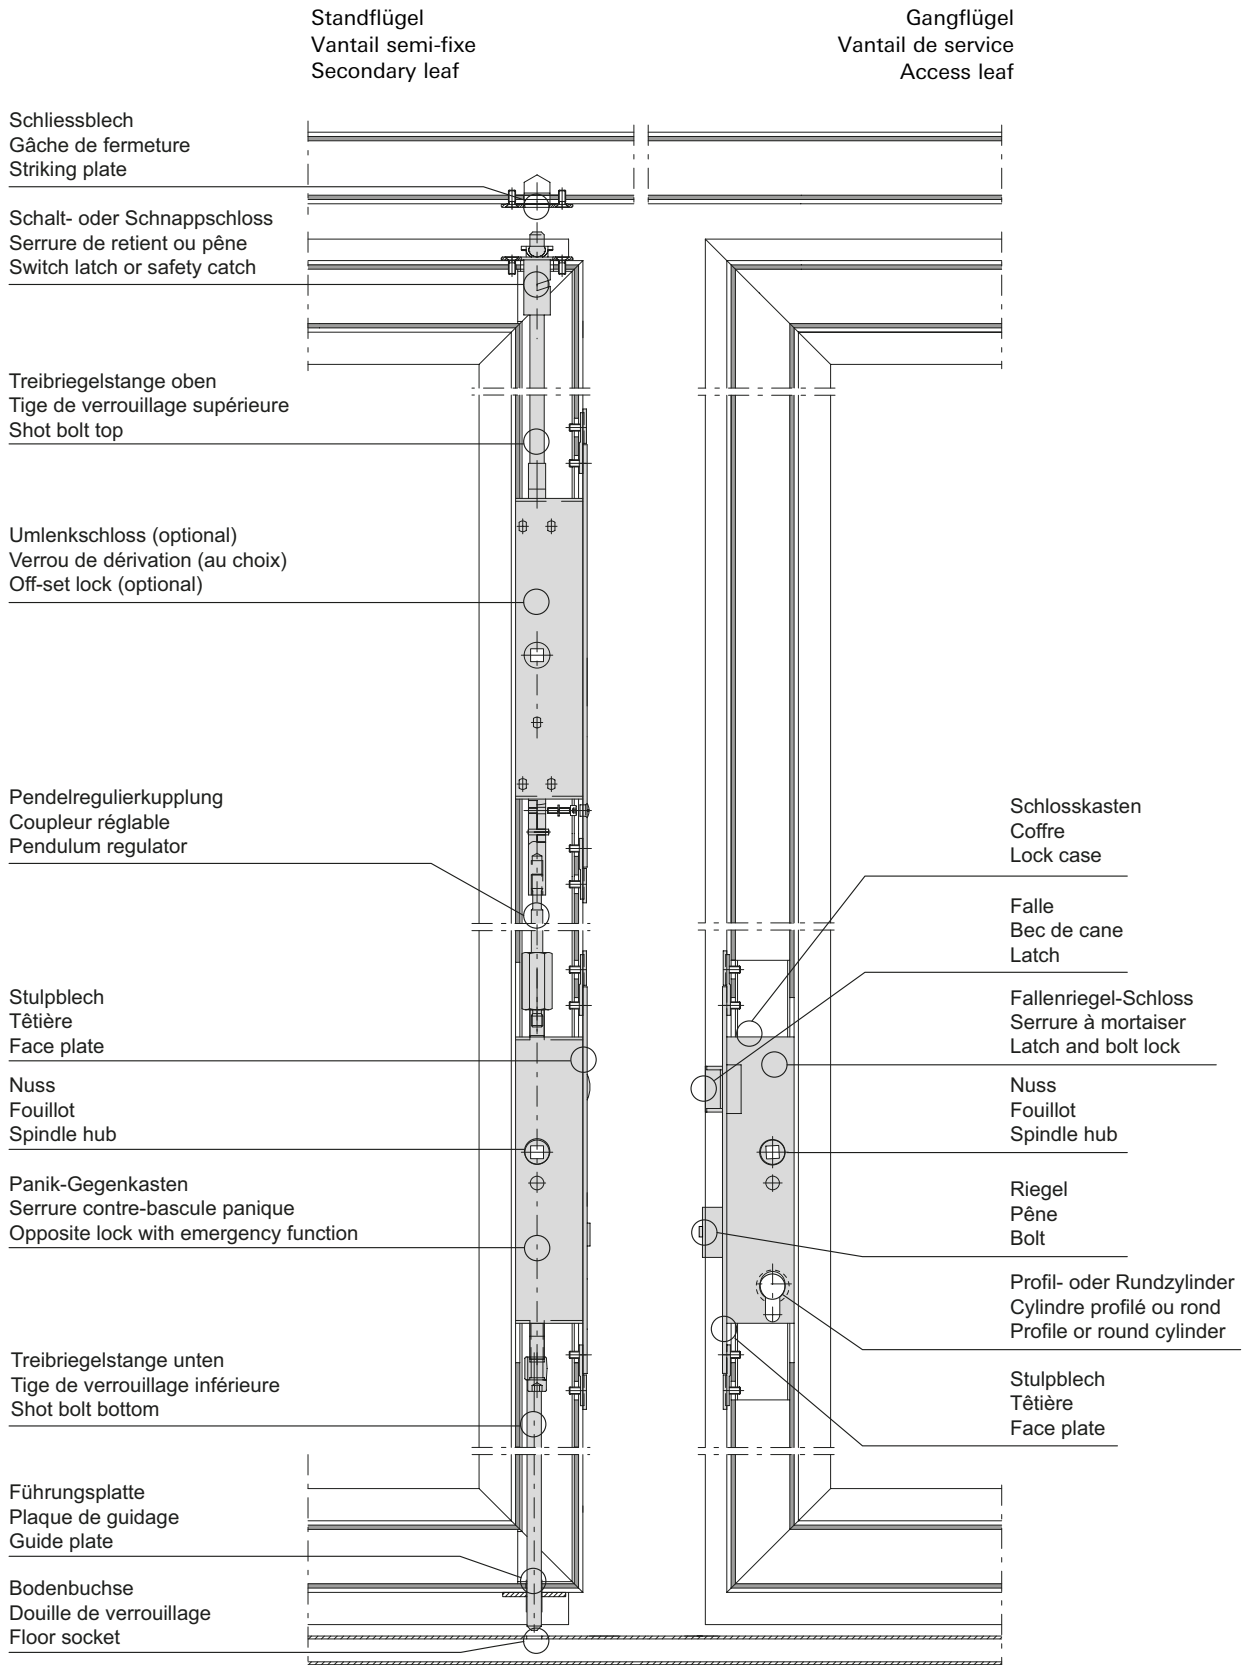 Standflügel
Vantail semi-fixe
Secondary leaf
Gangflügel
Vantail de service
Access leaf
Schliessblech
Gâche de fermeture
Striking plate
Schalt- oder Schnappschloss
Serrure de retient ou pêne
Switch latch or safety catch
Treibriegelstange oben
Tige de verrouillage supérieure
Shot bolt top
Umlenkschloss (optional)
Verrou de dérivation (au choix)
Off-set lock (optional)
Pendelregulierkupplung
Coupleur réglable
Pendulum regulator
Stulpblech
Têtière
Face plate
Nuss
Fouillot
Spindle hub
Panik-Gegenkasten
Serrure contre-bascule panique
Opposite lock with emergency function
Treibriegelstange unten
Tige de verrouillage inférieure
Shot bolt bottom
Führungsplatte
Plaque de guidage
Guide plate
Bodenbuchse
Douille de verrouillage
Floor socket
Schlosskasten
Coffre
Lock case
Falle
Bec de cane
Latch
Fallenriegel-Schloss
Serrure à mortaiser
Latch and bolt lock
Nuss
Fouillot
Spindle hub
Riegel
Pêne
Bolt
Profil- oder Rundzylinder
Cylindre profilé ou rond
Profile or round cylinder
Stulpblech
Têtière
Face plate